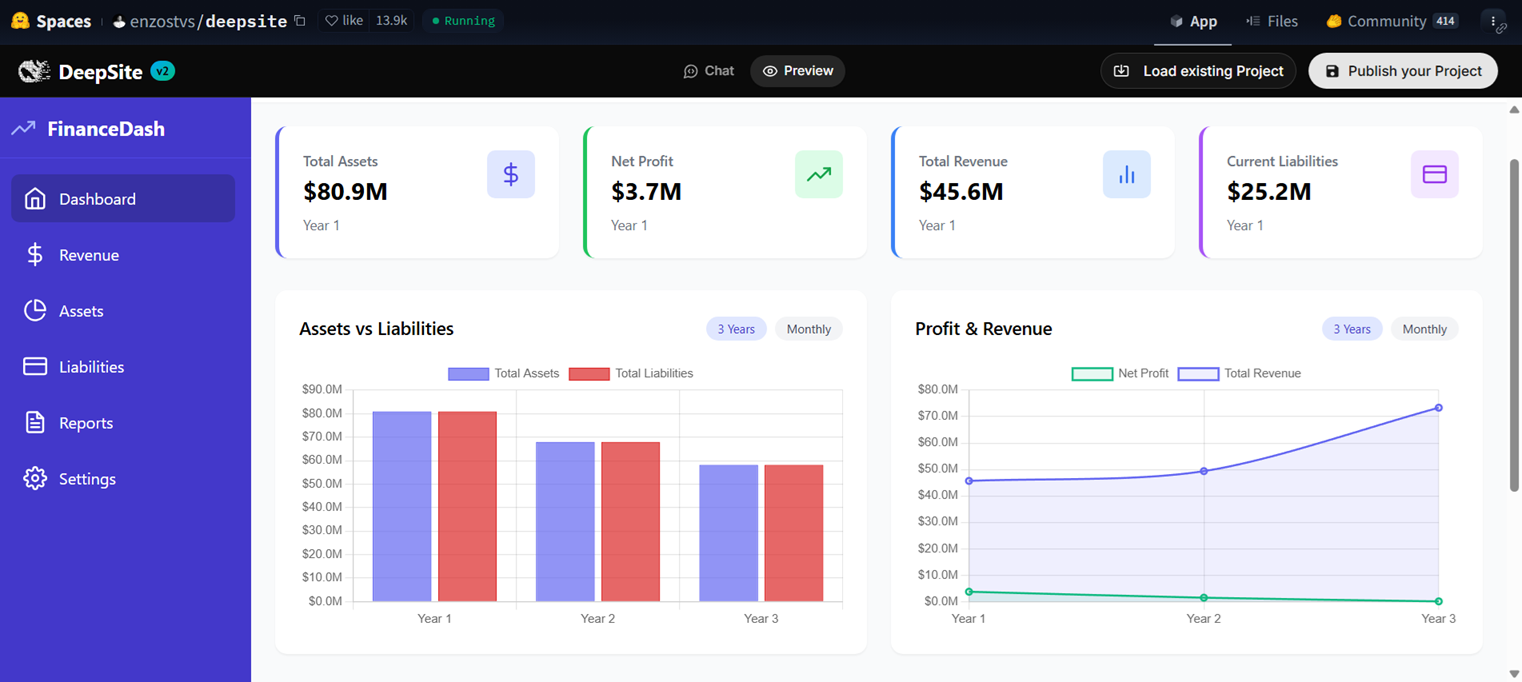 Spaces enzostvs/deepsite like 13.9k Running App Files Community 414
DeepSite v2 Chat Preview Load existing Project Publish your Project
FinanceDash
Dashboard
Revenue
Assets
Liabilities
Reports
Settings
Total Assets
$80.9M
Year 1
Net Profit
$3.7M
Year 1
Total Revenue
$45.6M
Year 1
Current Liabilities
$25.2M
Year 1
Assets vs Liabilities 3 Years Monthly
Total Assets Total Liabilities
$90.0M
$80.0M
$70.0M
$60.0M
$50.0M
$40.0M
$30.0M
$20.0M
$10.0M
$0.0M
Year 1 Year 2 Year 3
Profit & Revenue 3 Years Monthly
Net Profit Total Revenue
$80.0M
$70.0M
$60.0M
$50.0M
$40.0M
$30.0M
$20.0M
$10.0M
$0.0M
Year 1 Year 2 Year 3